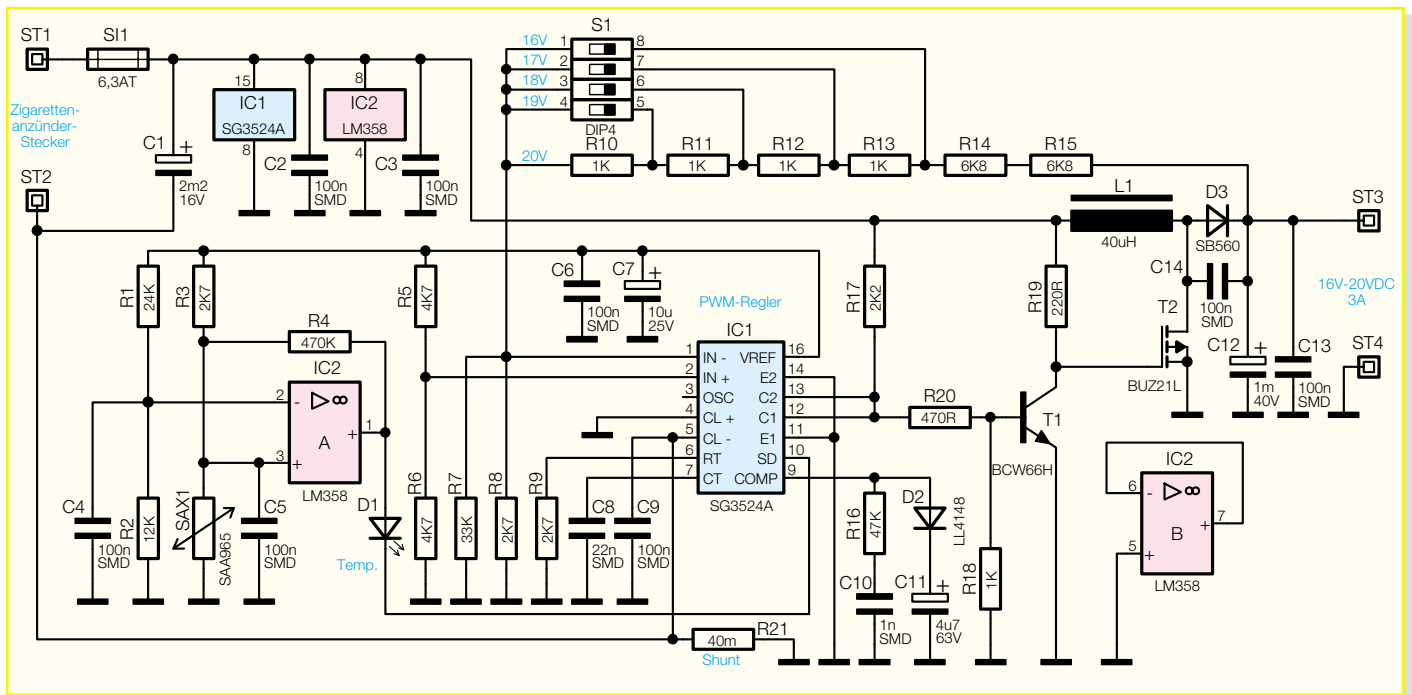 ST1
SI1
6,3AT
Zigaretten-
anzünder-
Stecker
ST2
C1
+
2m2
16V
15
IC1
SG3524A
8
C2
100n
SMD
8
IC2
LM358
4
C3
100n
SMD
S1
16V
1
8
17V
2
7
18V
3
6
19V
4
5
DIP4
20V
R10
1K
R11
1K
R12
1K
R13
1K
R14
6K8
R15
6K8
L1
40uH
D3
SB560
ST3
16V-20VDC
3A
ST4
C14
100n
SMD
T2
BUZ21L
C12
+
1m
40V
C13
100n
SMD
R1
24K
R3
2K7
R4
470K
R5
4K7
C6
100n
SMD
C7
+
10u
25V
PWM-Regler
R17
2K2
R19
220R
IC2
2
-
▷∞
A
+
1
3
+
LM358
C4
100n
SMD
R2
12K
SAX1
SAA965
C5
100n
SMD
D1
Temp.
R6
4K7
R7
33K
R8
2K7
R9
2K7
C8
22n
SMD
C9
100n
SMD
IC1
1
IN -
VREF
16
2
IN +
E2
14
3
OSC
C2
13
4
CL +
C1
12
5
CL -
E1
11
6
RT
SD
10
7
CT
COMP
9
SG3524A
R20
470R
T1
BCW66H
R16
47K
D2
LL4148
C10
1n
SMD
C11
+
4u7
63V
R18
1K
R21
40m
Shunt
IC2
6
-
▷∞
B
+
7
5
+
LM358